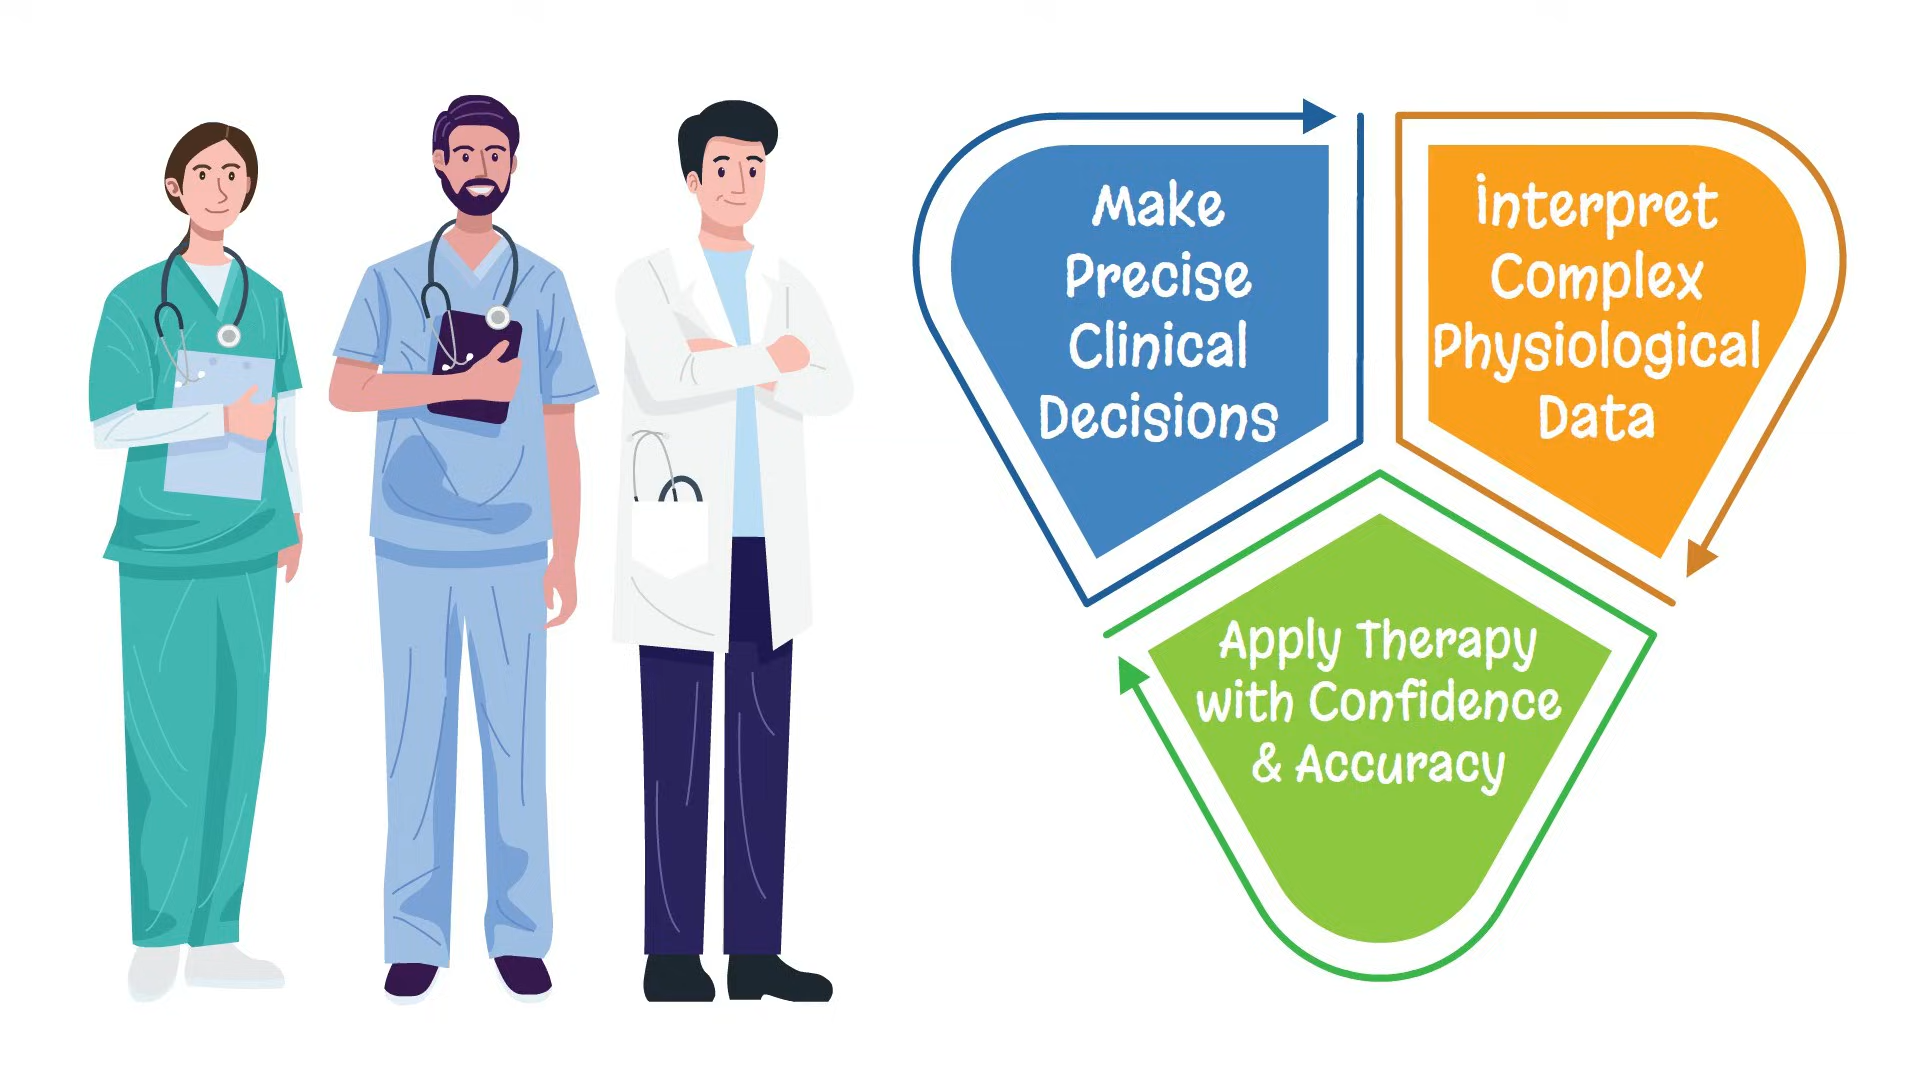 Make
Precise
Clinical
Decisions
interpret
Complex
Physiological
Data
Apply Therapy
with Confidence
& Accuracy